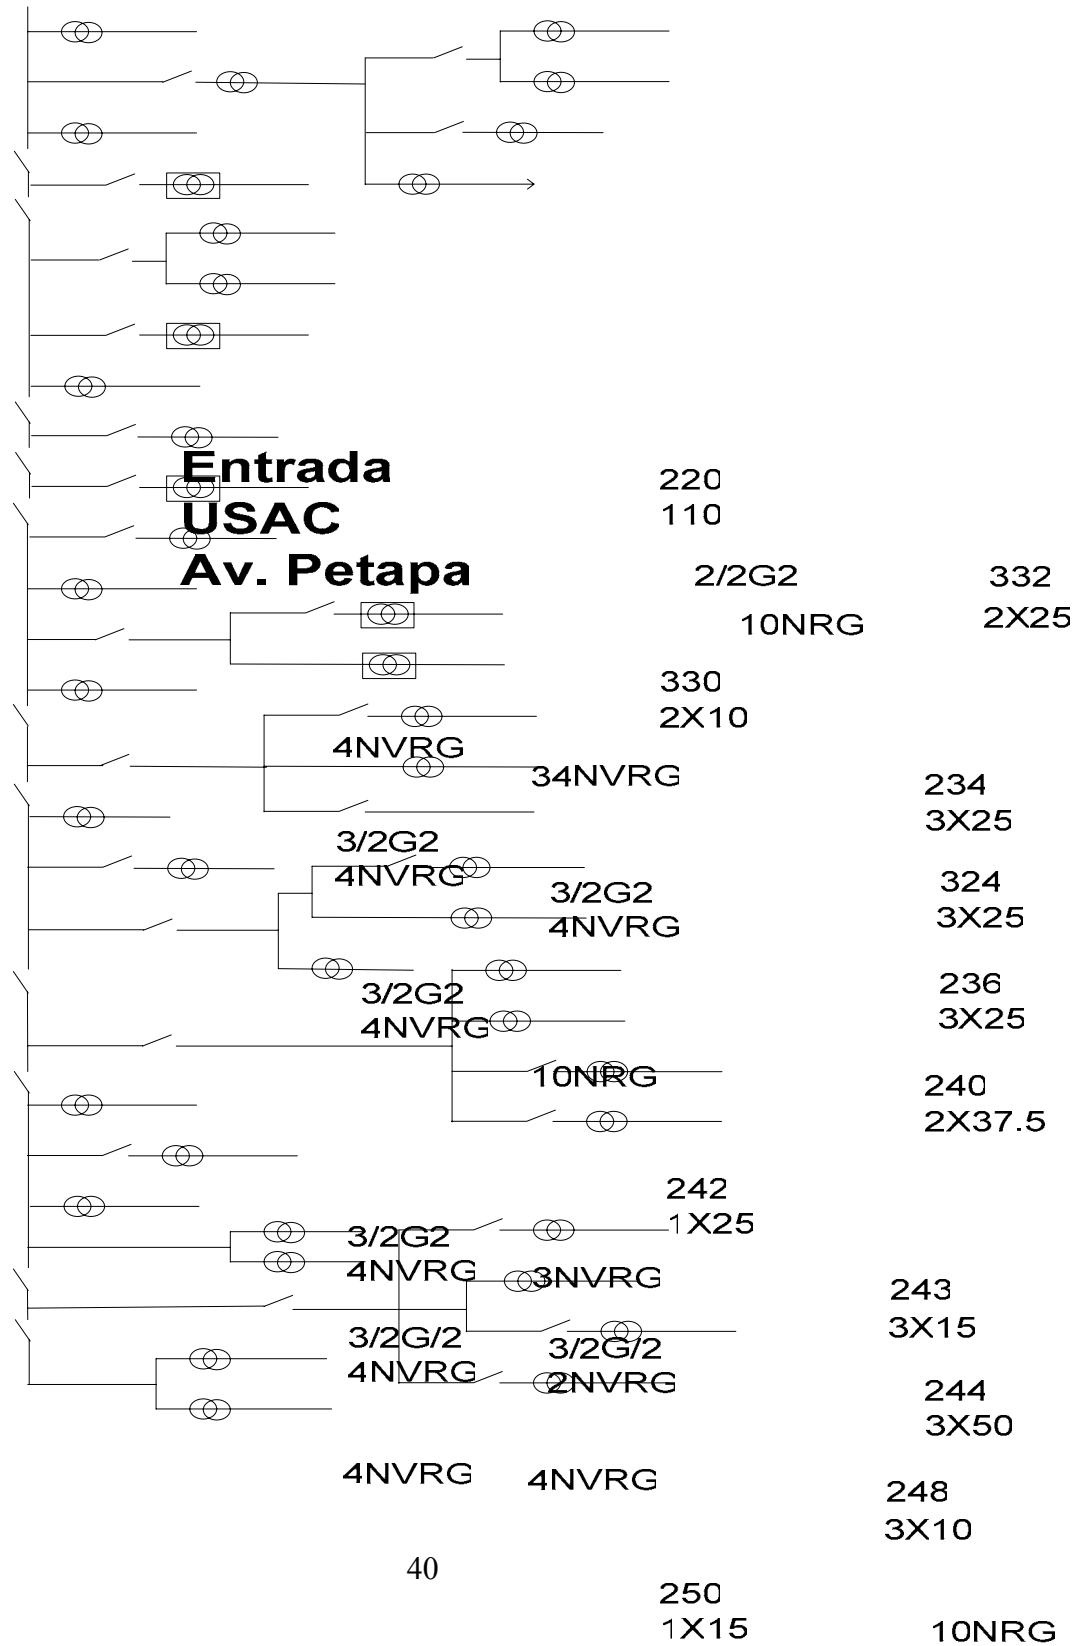 Entrada
USAC
Av. Petapa
220
110
2/2G2
332
10NRG
2X25
330
2X10
4NVRG
34NVRG
234
3X25
3/2G2
4NVRG
3/2G2
4NVRG
324
3X25
3/2G2
4NVRG
236
3X25
10NRG
240
2X37.5
242
1X25
3/2G2
4NVRG
3NVRG
243
3X15
3/2G/2
4NVRG
3/2G/2
2NVRG
244
3X50
4NVRG
4NVRG
248
3X10
40
250
1X15
10NRG